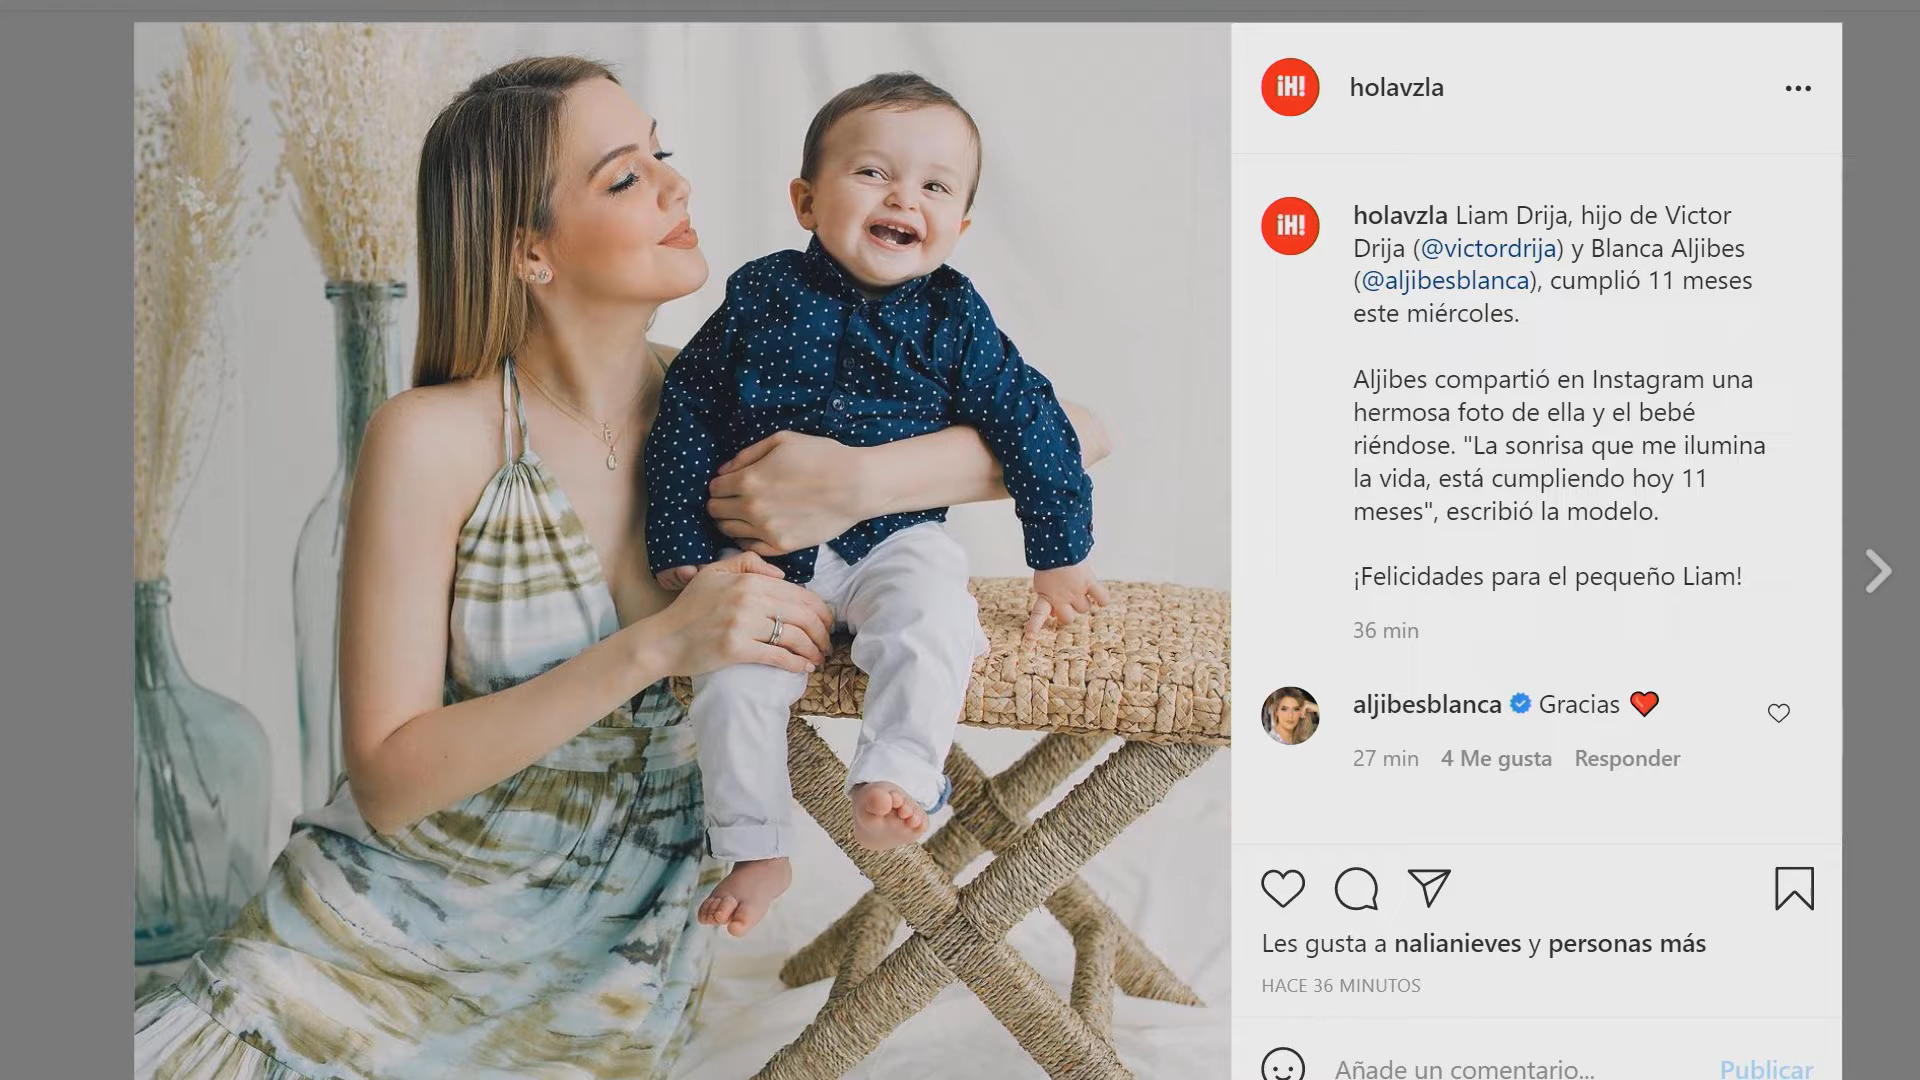 ¡H!
holavzla
¡H!
holavzla Liam Drija, hijo de Victor
Drija (@victordrija) y Blanca Aljibes
(@aljibesblanca), cumplió 11 meses
este miércoles.
Aljibes compartió en Instagram una
hermosa foto de ella y el bebé
riéndose. "La sonrisa que me ilumina
la vida, está cumpliendo hoy 11
meses", escribió la modelo.
¡Felicidades para el pequeño Liam!
36 min
aljibesblanca Gracias ❤️
27 min 4 Me gusta Responder
Les gusta a nalianieves y personas más
HACE 36 MINUTOS
Añade un comentario... Publicar